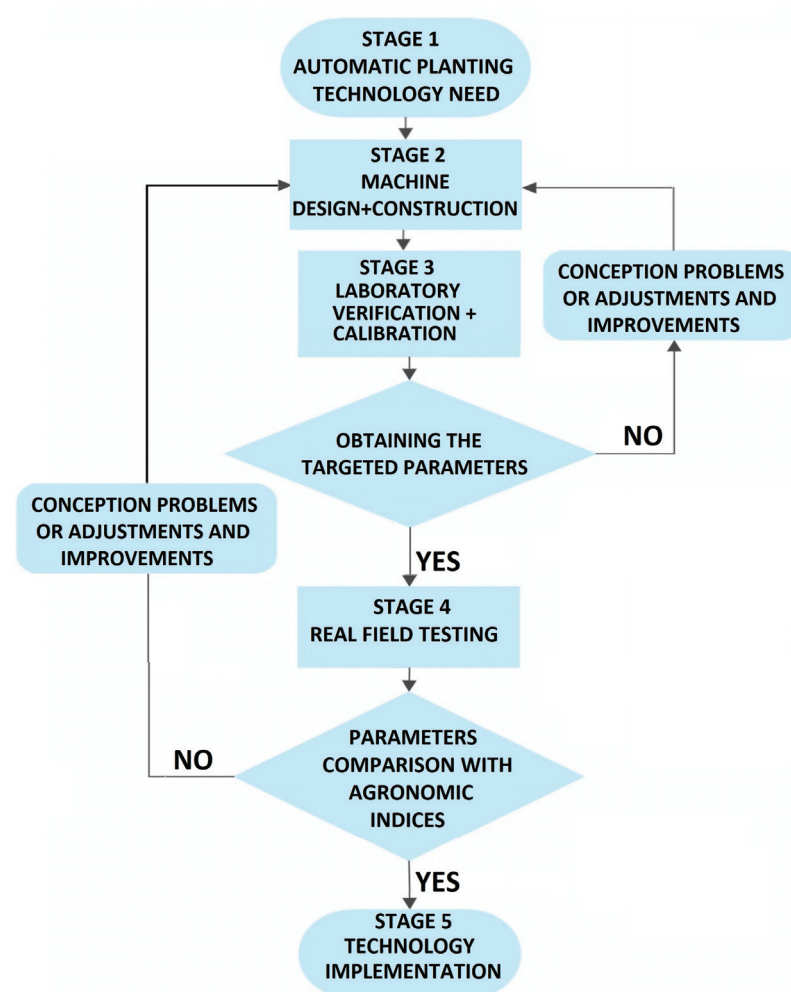 STAGE 1
AUTOMATIC PLANTING
TECHNOLOGY NEED
STAGE 2
MACHINE
DESIGN+CONSTRUCTION
STAGE 3
LABORATORY
VERIFICATION +
CALIBRATION
CONCEPTION PROBLEMS
OR ADJUSTMENTS AND
IMPROVEMENTS
OBTAINING THE
TARGETED PARAMETERS
NO
CONCEPTION PROBLEMS
OR ADJUSTMENTS AND
IMPROVEMENTS
YES
STAGE 4
REAL FIELD TESTING
PARAMETERS
COMPARISON WITH
AGRONOMIC
INDICES
NO
YES
STAGE 5
TECHNOLOGY
IMPLEMENTATION